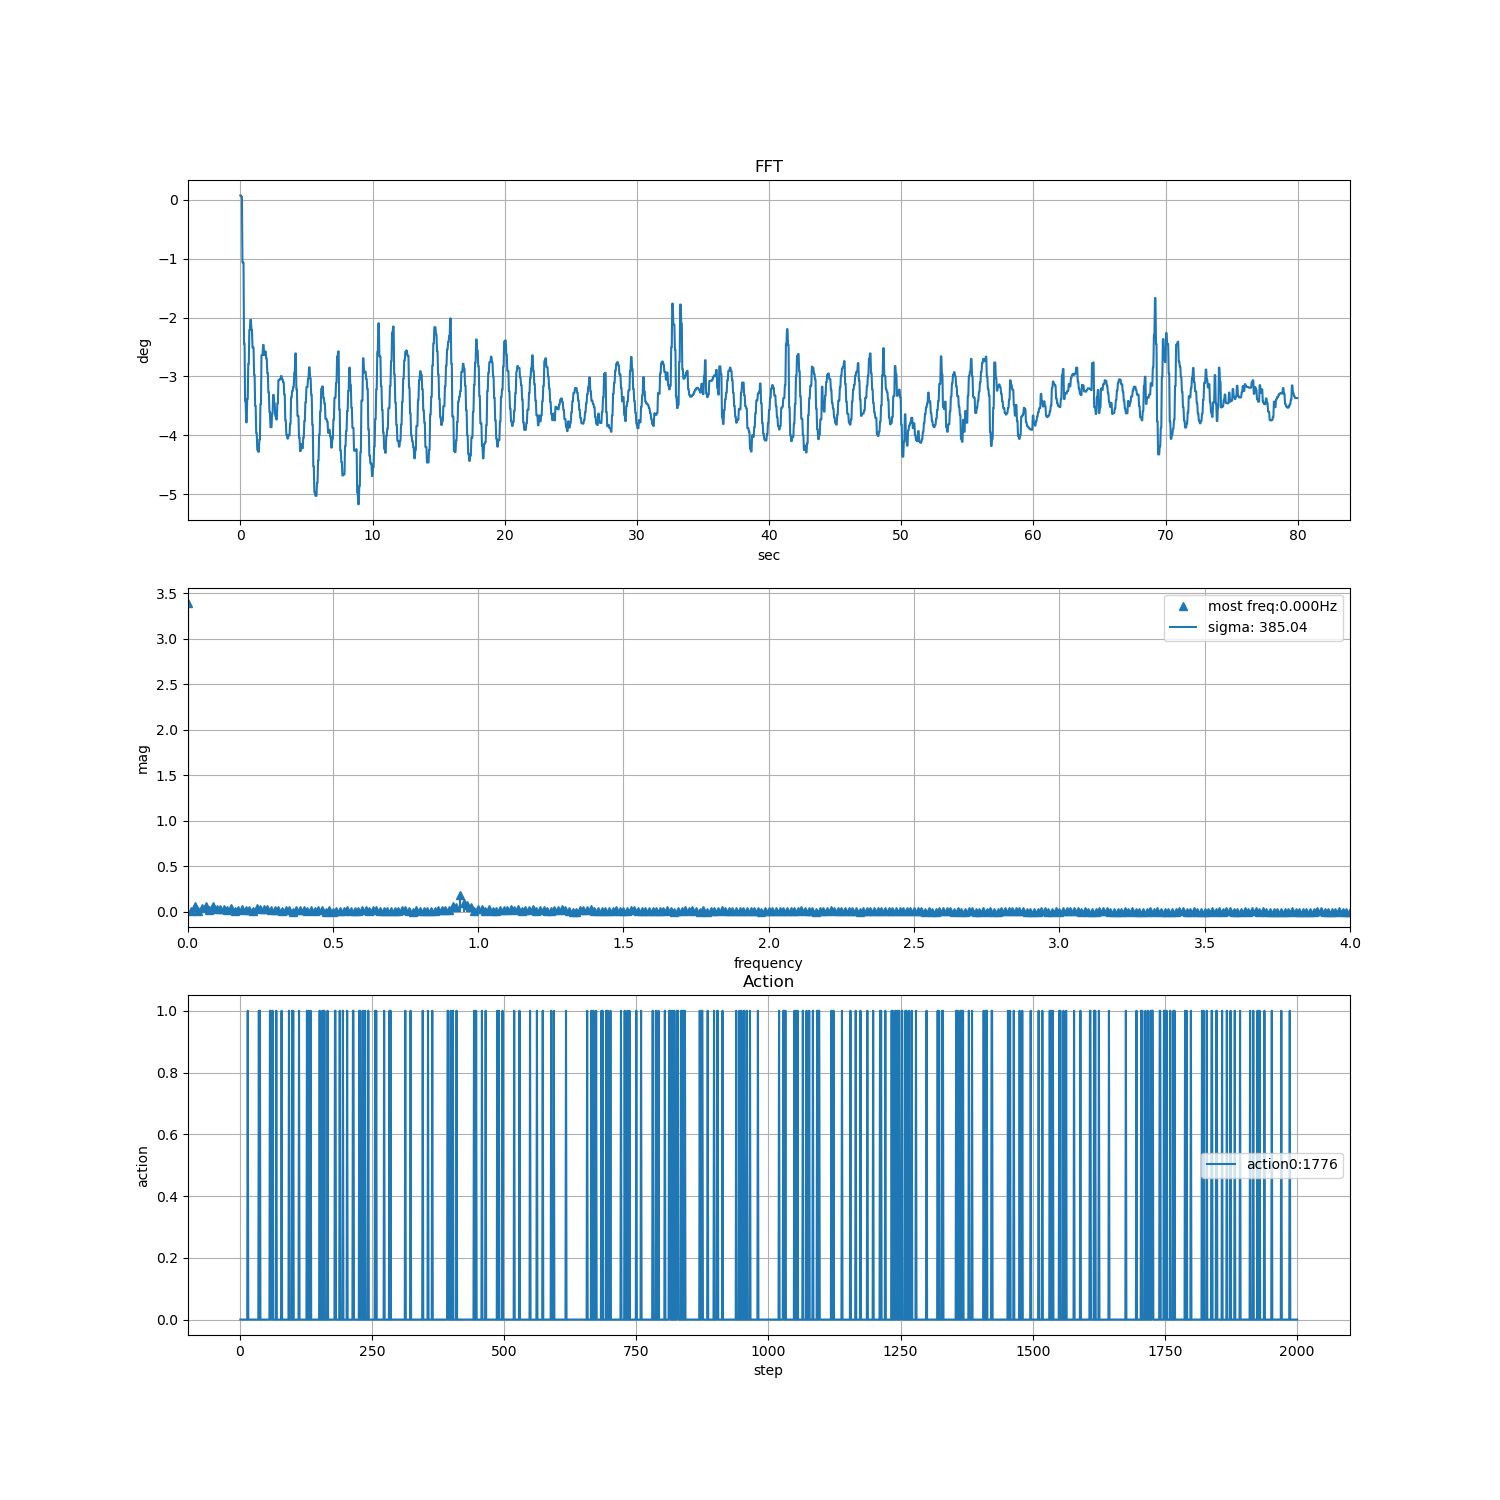 FFT
0
−1
−2
−3
−4
−5
deg
0 10 20 30 40 50 60 70 80
sec
3.5
3.0
2.5
2.0
1.5
1.0
0.5
0.0
mag
most freq:0.000Hz
sigma: 385.04
0.0 0.5 1.0 1.5 2.0 2.5 3.0 3.5 4.0
frequency
Action
1.0
0.8
0.6
0.4
0.2
0.0
action
action0:1776
0 250 500 750 1000 1250 1500 1750 2000
step